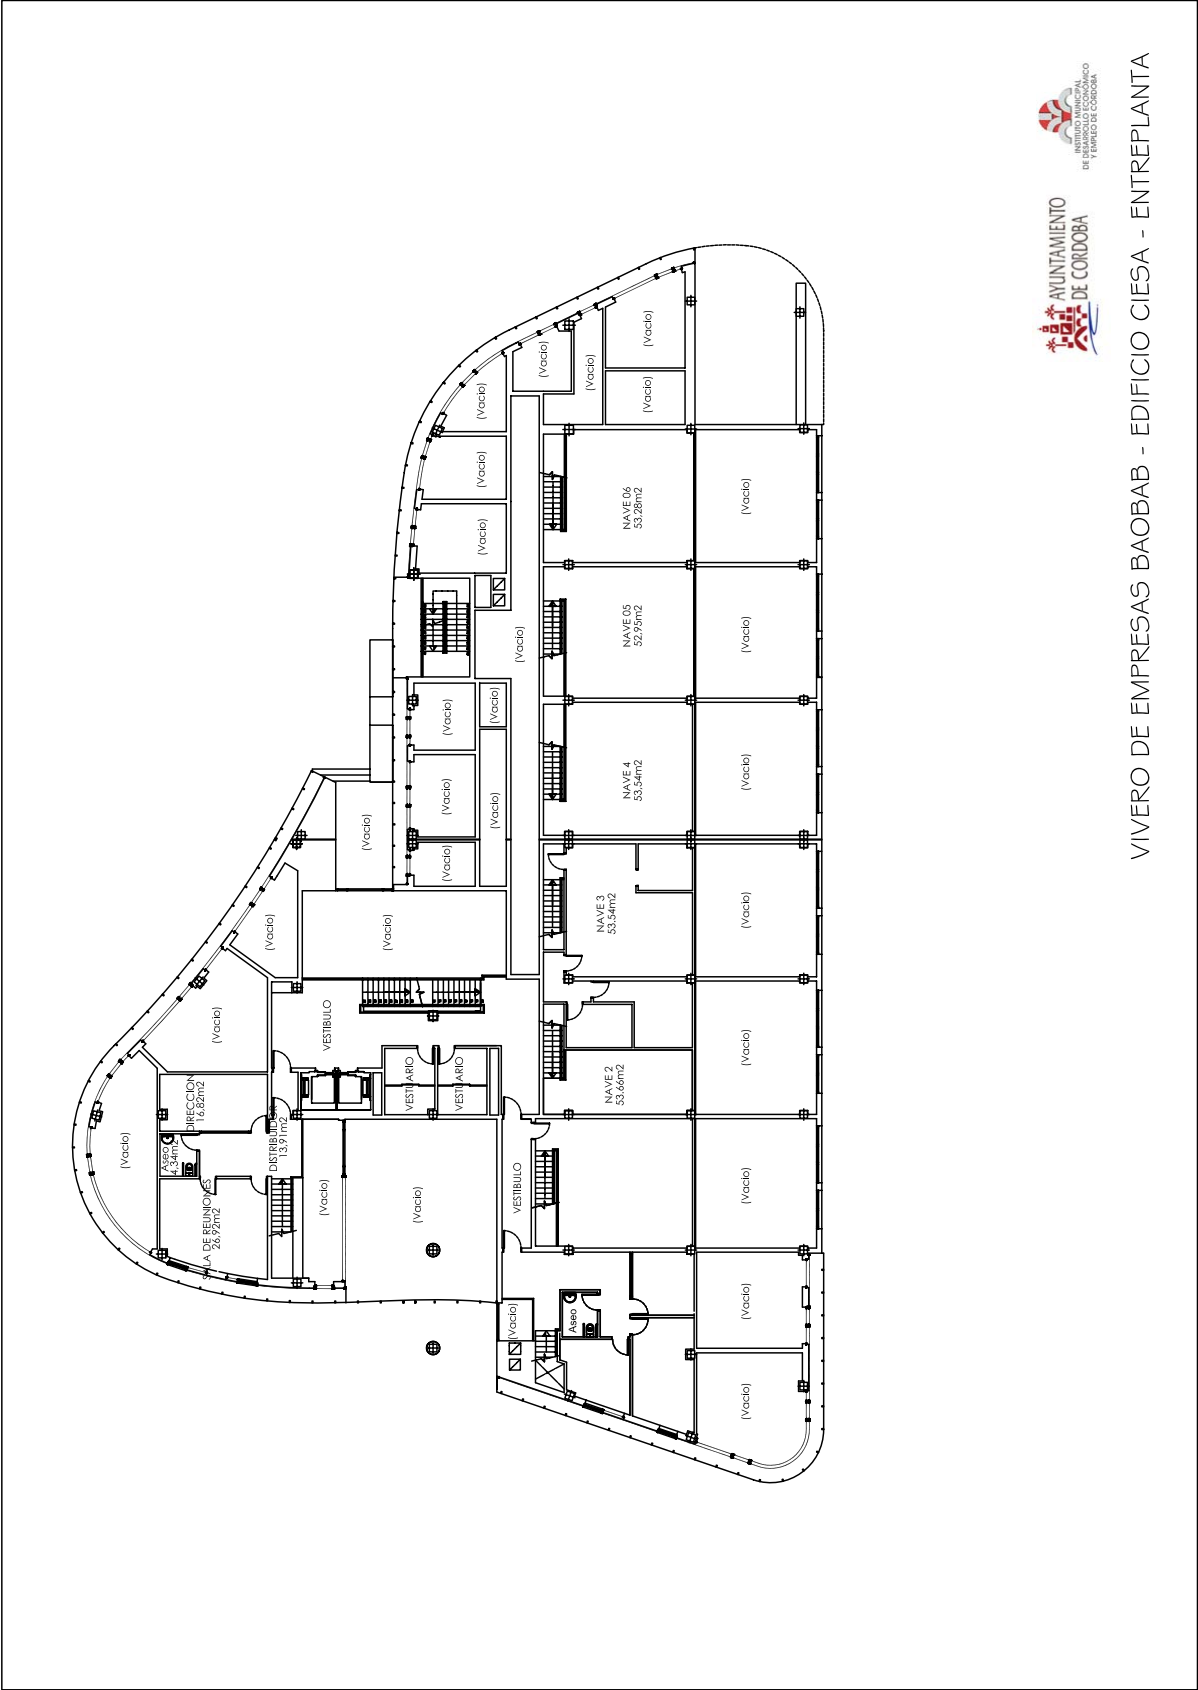 (Vacio)
Aseo
4.34m2
DIRECCION
16.82m2
SALA DE REUNIONES
26.92m2
(Vacio)
DISTRIBUIDOR
13.91m2
(Vacio)
(Vacio)
VESTIBULO
(Vacio)
(Vacio)
VESTUARIO
(Vacio)
(Vacio)
(Vacio)
(Vacio)
VESTUARIO
(Vacio)
(Vacio)
(Vacio)
(Vacio)
(Vacio)
(Vacio)
VESTIBULO
(Vacio)
(Vacio)
Aseo
(Vacio)
NAVE 2
53.66m2
NAVE 3
53.54m2
NAVE 4
53.54m2
NAVE 05
52.95m2
NAVE 06
53.28m2
(Vacio)
(Vacio)
(Vacio)
(Vacio)
(Vacio)
(Vacio)
(Vacio)
(Vacio)
(Vacio)
(Vacio)
AYUNTAMIENTO
DE CORDOBA
INSTITUTO MUNICIPAL
DE DESARROLLO ECONÓMICO
Y EMPLEO DE CÓRDOBA
VIVERO DE EMPRESAS BAOBAB - EDIFICIO CIESA - ENTREPLANTA